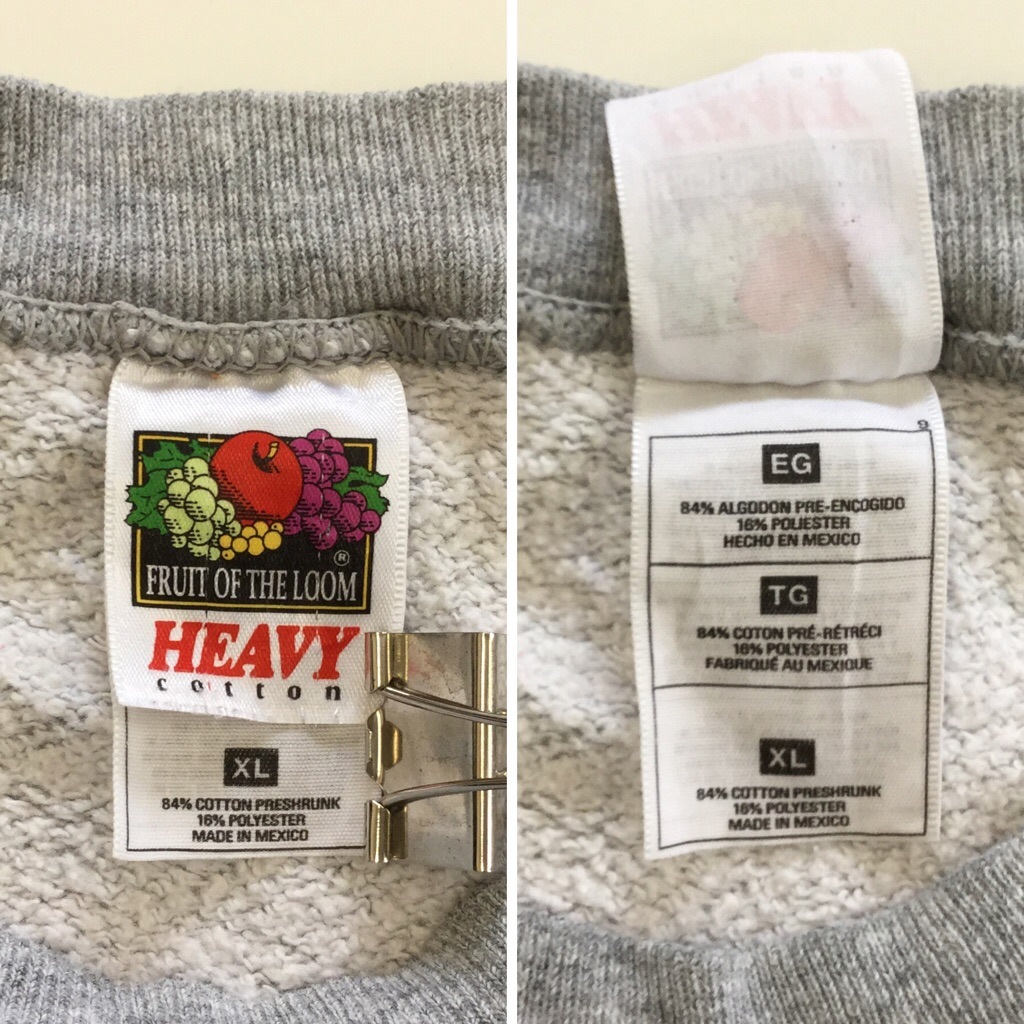 ®
FRUIT OF THE LOOM
HEAVY
cotton
XL
84% COTTON PRESHRUNK
16% POLYESTER
MADE IN MEXICO
9
EG
84% ALGODON PRE-ENCOGIDO
16% POLIESTER
HECHO EN MEXICO
TG
84% COTON PRÉ-RÉTRÉCI
16% POLYESTER
FABRIQUÉ AU MEXIQUE
XL
84% COTTON PRESHRUNK
16% POLYESTER
MADE IN MEXICO